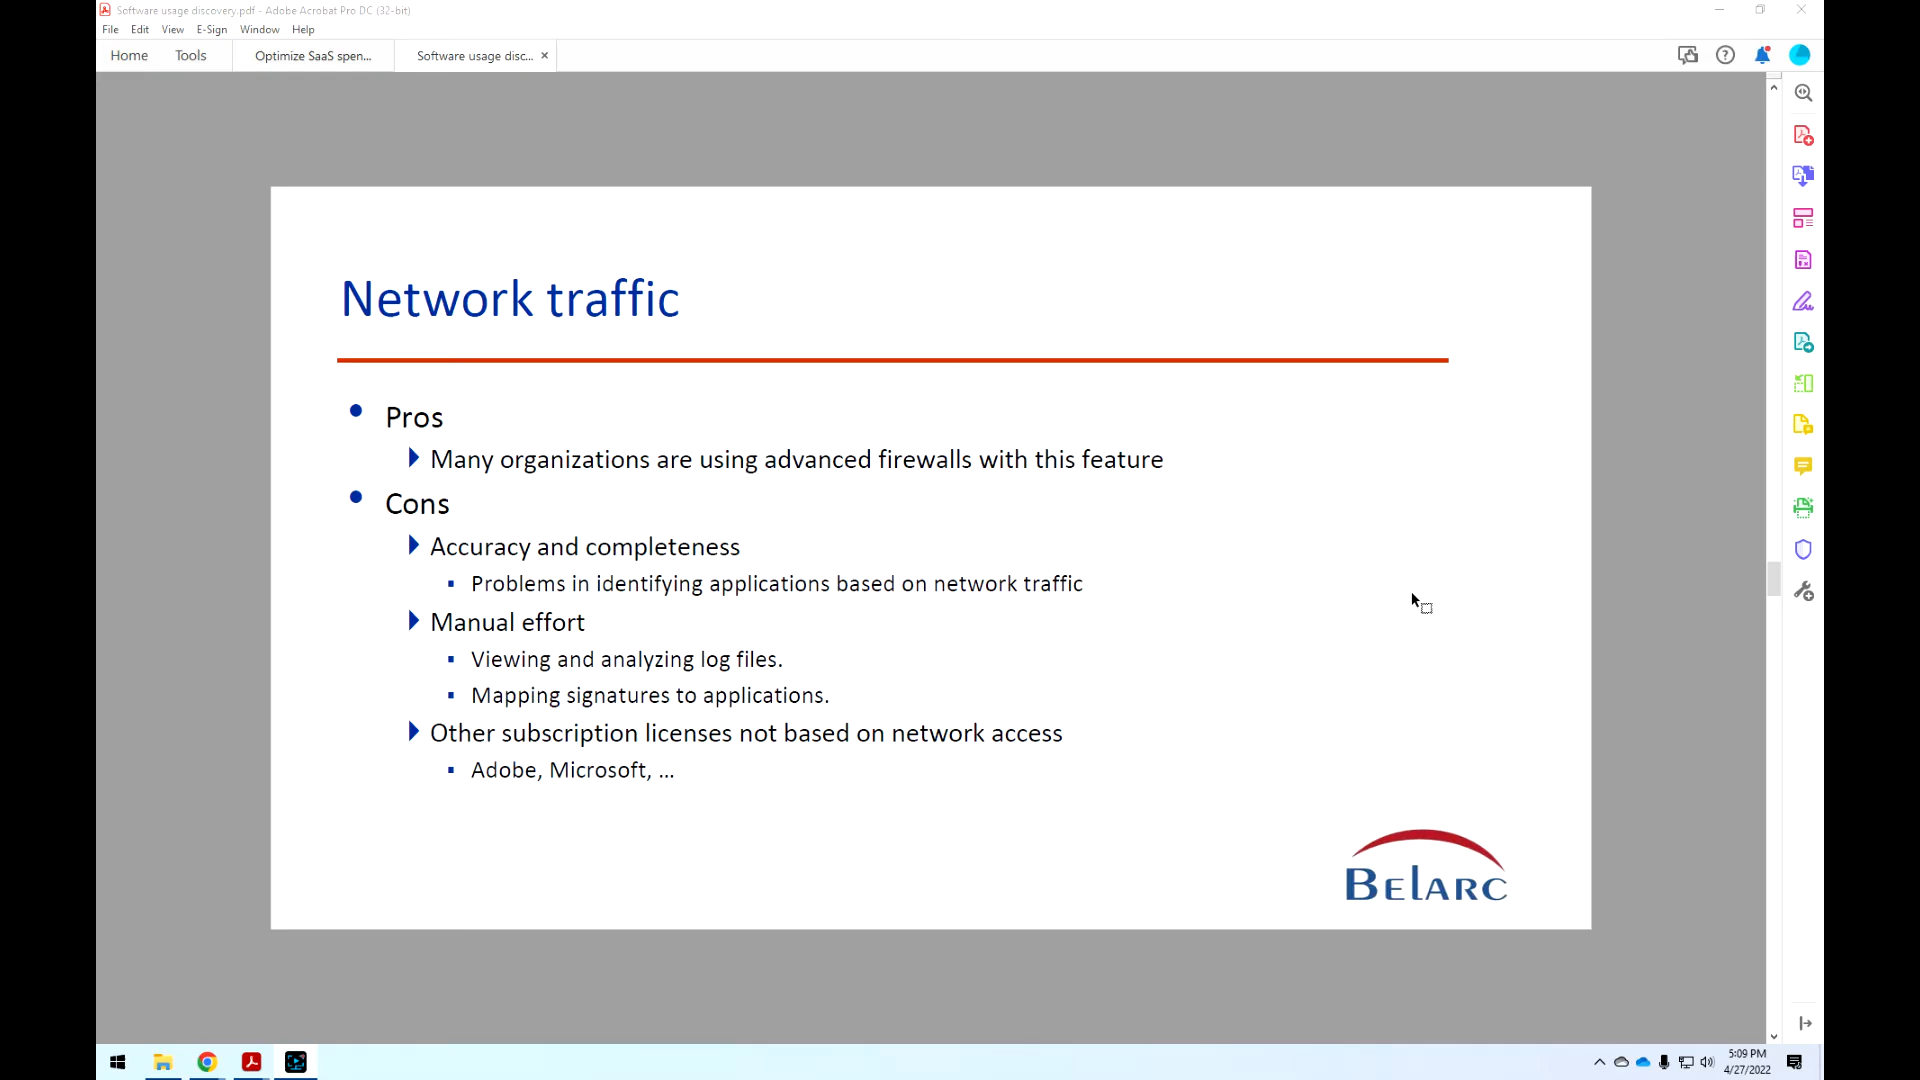 Software usage discovery.pdf - Adobe Acrobat Pro DC (32-bit)
File Edit View E-Sign Window Help
Home Tools Optimize SaaS spen... Software usage disc... ×
Network traffic
• Pros
Many organizations are using advanced firewalls with this feature
• Cons
Accuracy and completeness
▪ Problems in identifying applications based on network traffic
Manual effort
▪ Viewing and analyzing log files.
▪ Mapping signatures to applications.
Other subscription licenses not based on network access
▪ Adobe, Microsoft, ...
BELARC
5:09 PM
4/27/2022